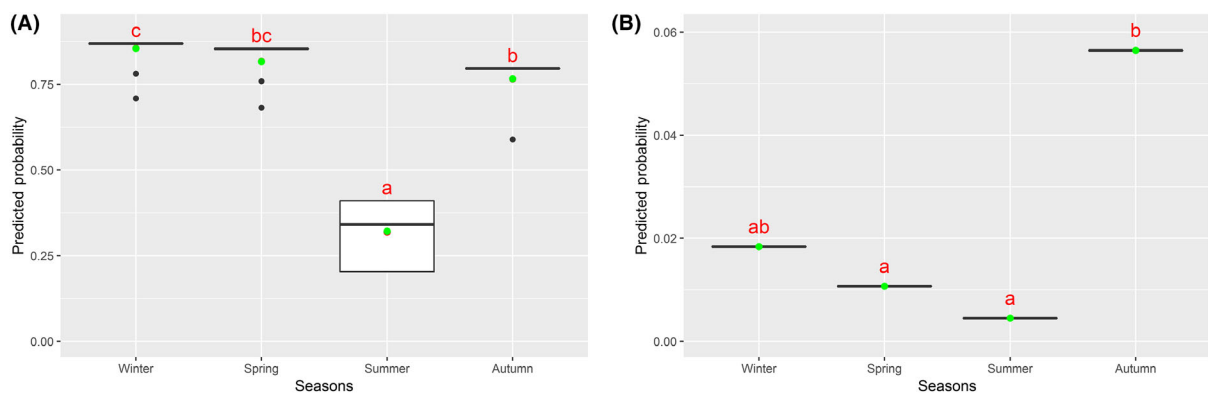 (A)
Predicted probability
0.75
0.50
0.25
0.00
c
bc
a
b
Winter Spring Summer Autumn
Seasons
(B)
Predicted probability
0.06
0.04
0.02
0.00
ab
a
a
b
Winter Spring Summer Autumn
Seasons